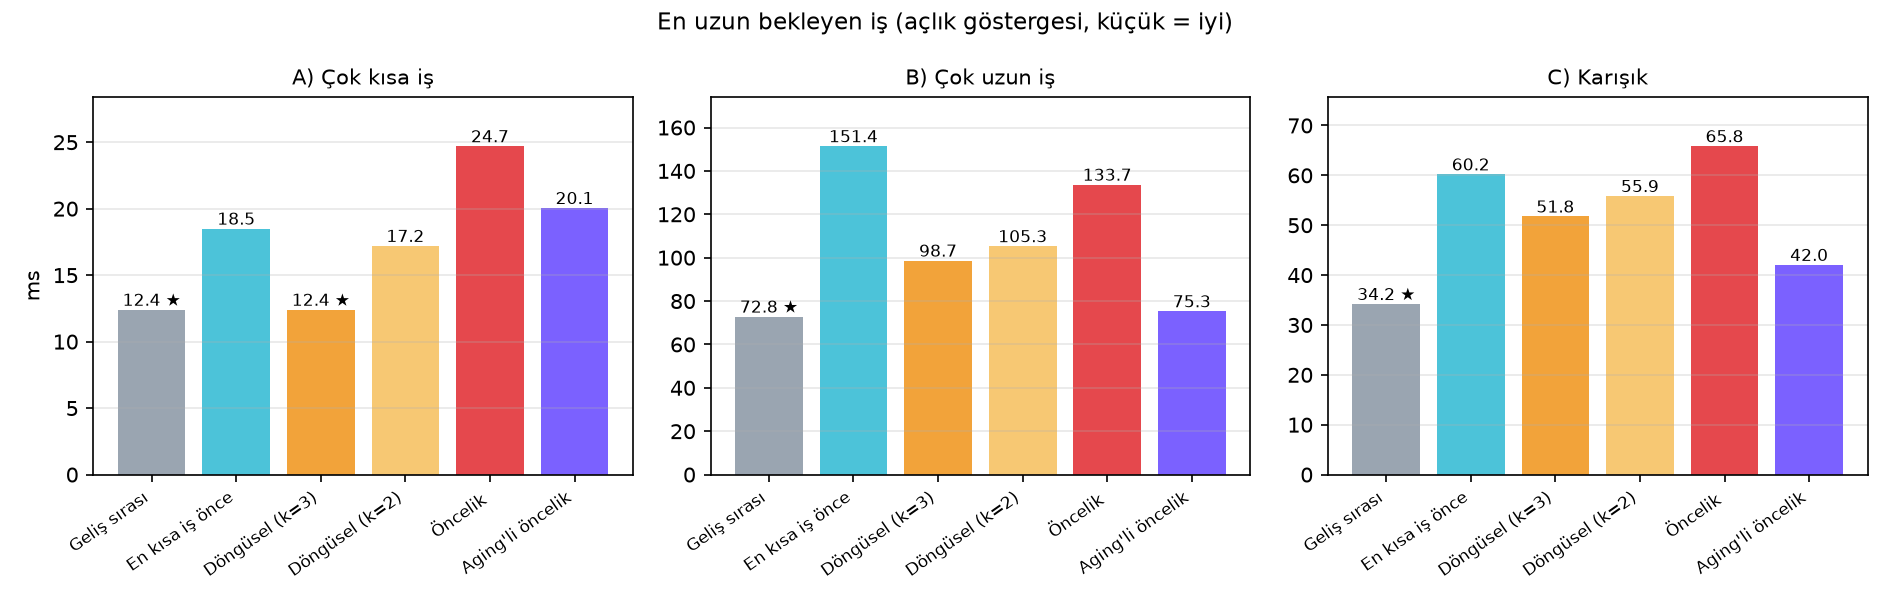 En uzun bekleyen iş (açlık göstergesi, küçük = iyi)
A) Çok kısa iş
ms
25
20
15
10
5
0
12.4 ★
18.5
12.4 ★
17.2
24.7
20.1
Geliş sırası
En kısa iş önce
Döngüsel (k=3)
Döngüsel (k=2)
Öncelik
Aging'li öncelik
B) Çok uzun iş
160
140
120
100
80
60
40
20
0
72.8 ★
151.4
98.7
105.3
133.7
75.3
Geliş sırası
En kısa iş önce
Döngüsel (k=3)
Döngüsel (k=2)
Öncelik
Aging'li öncelik
C) Karışık
70
60
50
40
30
20
10
0
34.2 ★
60.2
51.8
55.9
65.8
42.0
Geliş sırası
En kısa iş önce
Döngüsel (k=3)
Döngüsel (k=2)
Öncelik
Aging'li öncelik